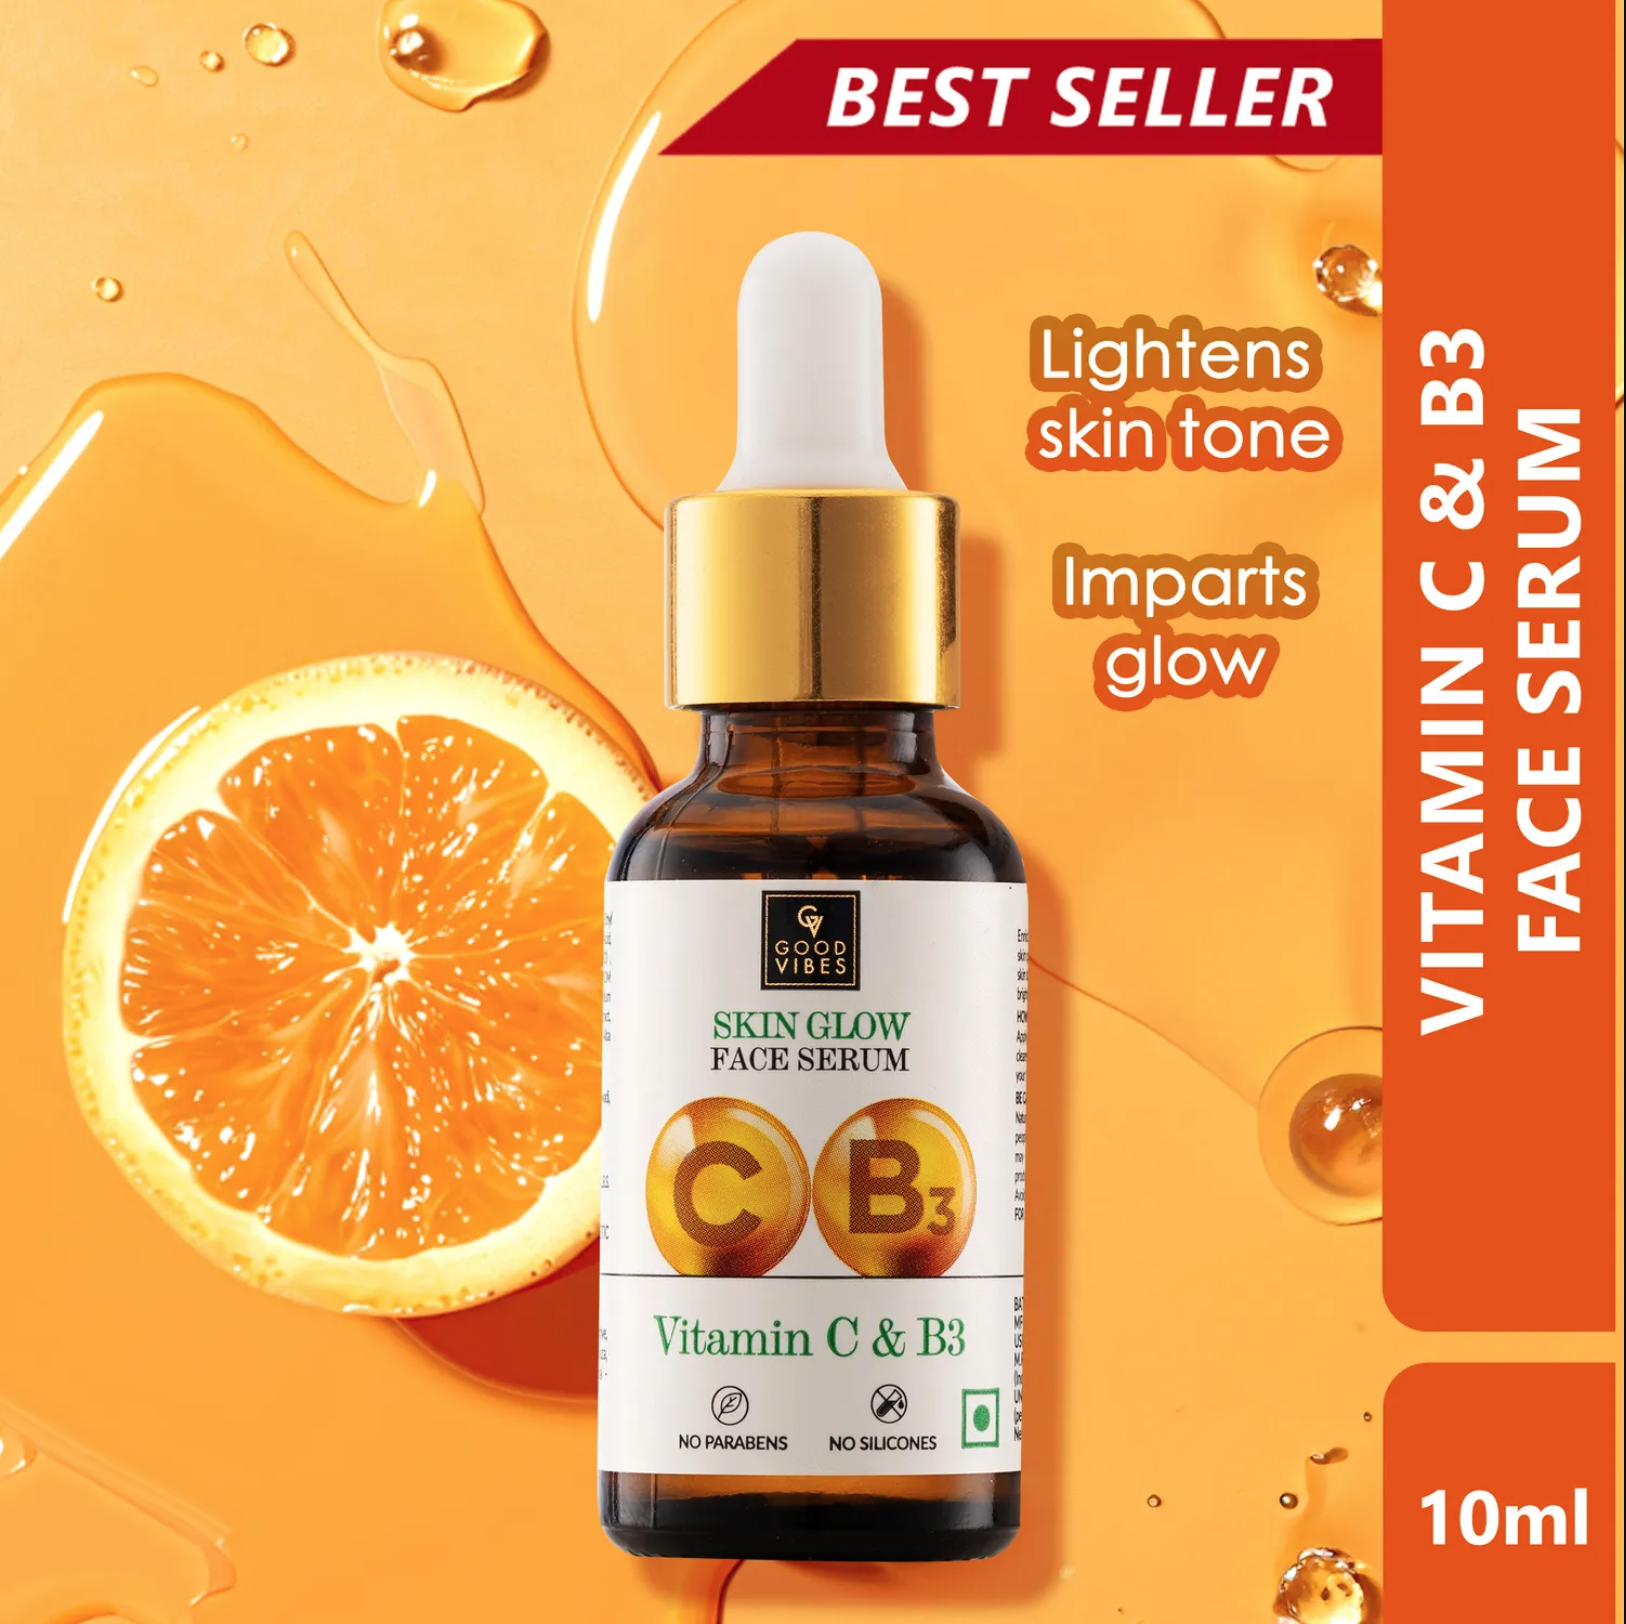 BEST SELLER
Lightens
skin tone
Imparts
glow
VITAMIN C & B3
FACE SERUM
10ml
GV
GOOD
VIBES
SKIN GLOW
FACE SERUM
C B3
Vitamin C & B3
NO PARABENS
NO SILICONES